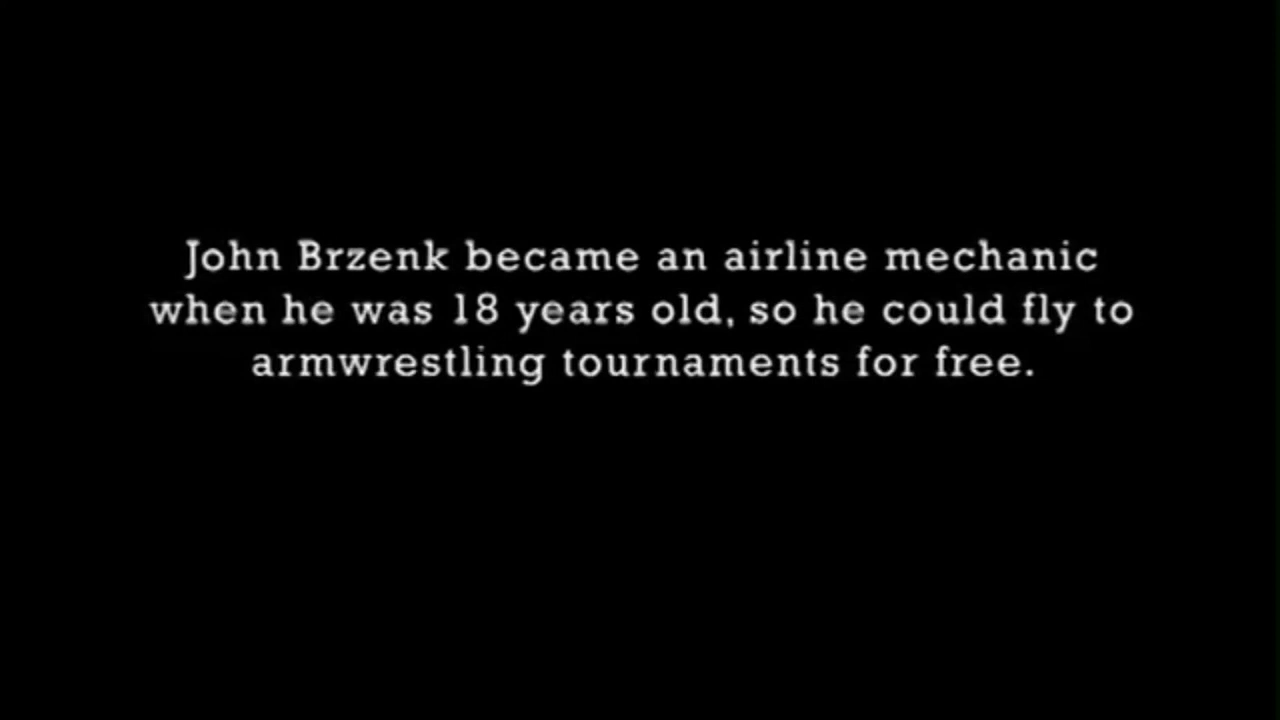 John Brzenk became an airline mechanic
when he was 18 years old, so he could fly to
armwrestling tournaments for free.